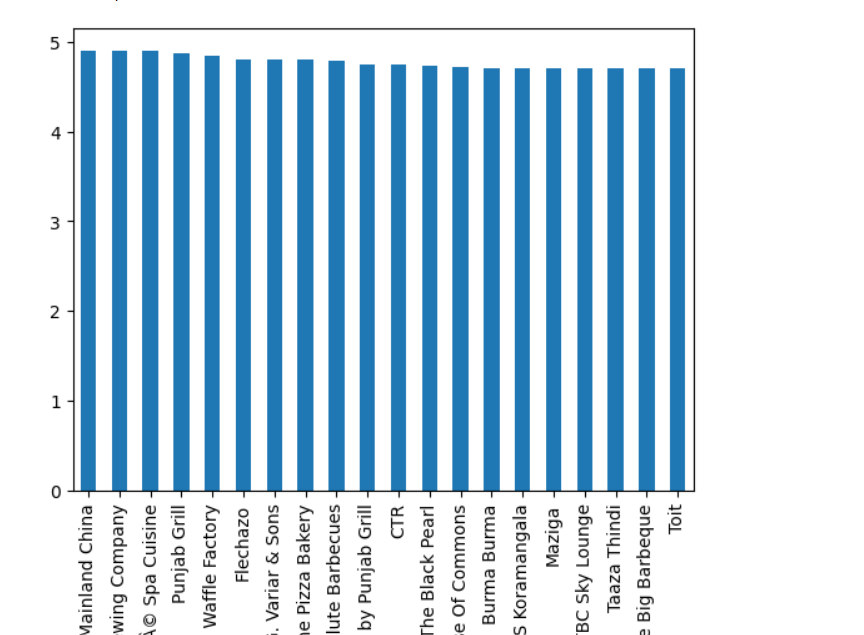 5
4
3
2
1
0
Mainland China
wing Company
Ã© Spa Cuisine
Punjab Grill
Waffle Factory
Flechazo
. Variar & Sons
e Pizza Bakery
lute Barbecues
by Punjab Grill
CTR
The Black Pearl
e Of Commons
Burma Burma
S Koramangala
Maziga
BC Sky Lounge
Taaza Thindi
e Big Barbeque
Toit